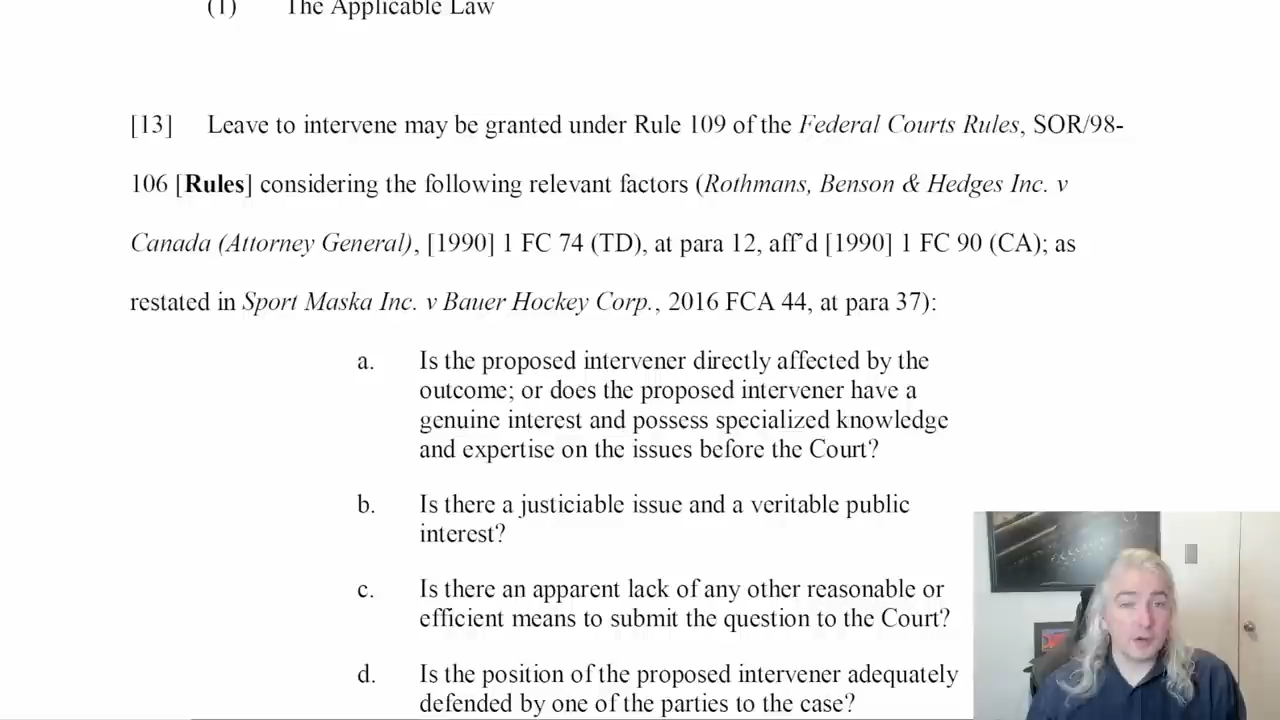 (1) The Applicable Law
[13] Leave to intervene may be granted under Rule 109 of the Federal Courts Rules, SOR/98-
106 [Rules] considering the following relevant factors (Rothmans, Benson & Hedges Inc. v
Canada (Attorney General), [1990] 1 FC 74 (TD), at para 12, aff’d [1990] 1 FC 90 (CA); as
restated in Sport Maska Inc. v Bauer Hockey Corp., 2016 FCA 44, at para 37):
a. Is the proposed intervener directly affected by the
outcome; or does the proposed intervener have a
genuine interest and possess specialized knowledge
and expertise on the issues before the Court?
b. Is there a justiciable issue and a veritable public
interest?
c. Is there an apparent lack of any other reasonable or
efficient means to submit the question to the Court?
d. Is the position of the proposed intervener adequately
defended by one of the parties to the case?